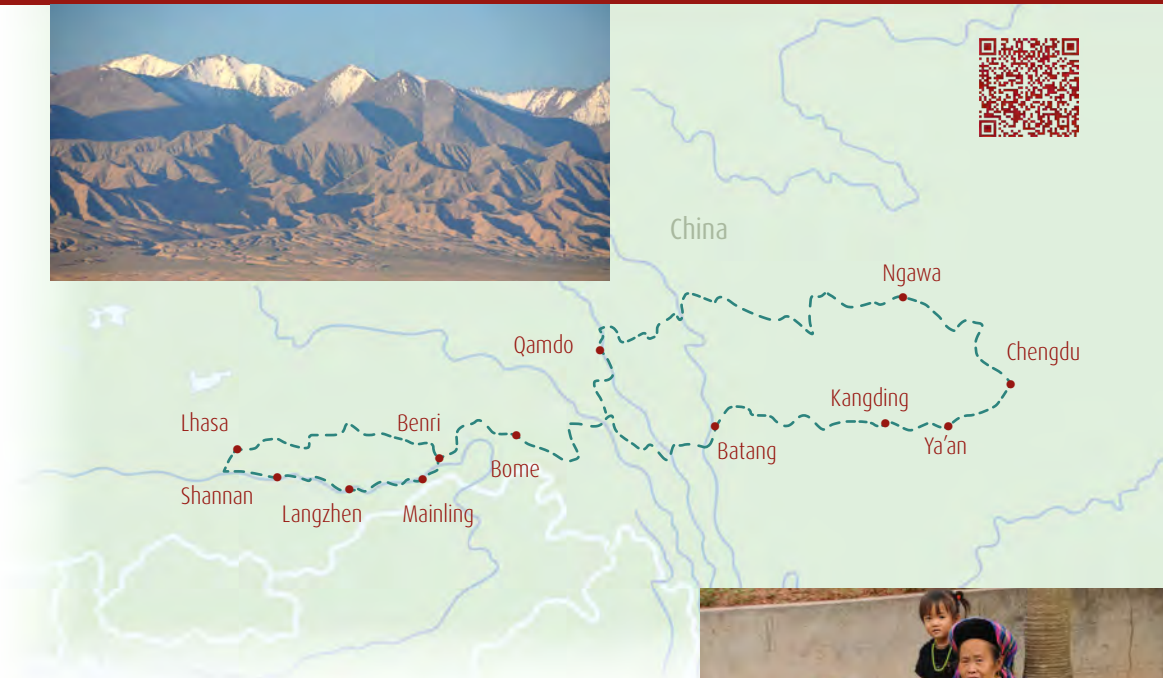 China
Ngawa
Qamdo
Chengdu
Kangding
Lhasa
Benri
Batang
Ya'an
Bome
Shannan
Langzhen
Mainling